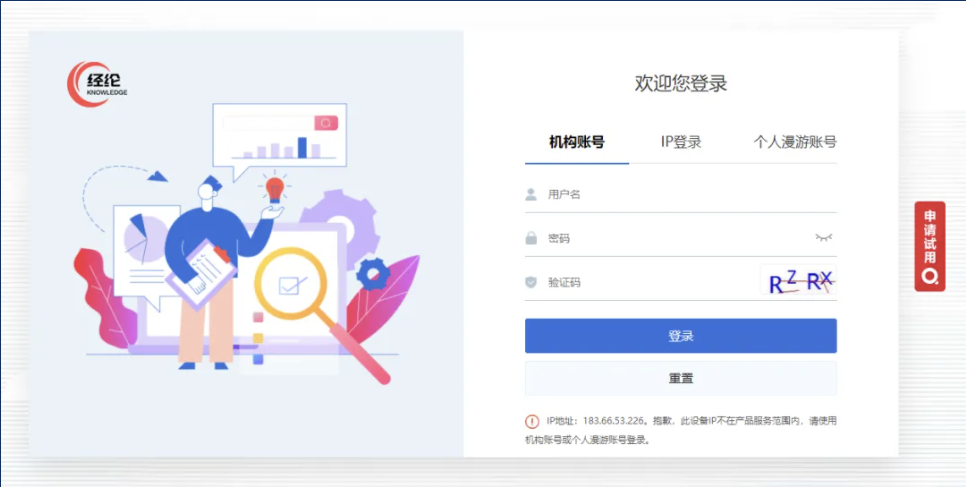 经纶
KNOWLEDGE
欢迎您登录
机构账号 IP登录 个人漫游账号
用户名
密码
验证码 RZ RX
登录
重置
IP地址：183.66.53.226。抱歉，此设备IP不在产品服务范围内，请使用
机构账号或个人漫游账号登录。
申请试用